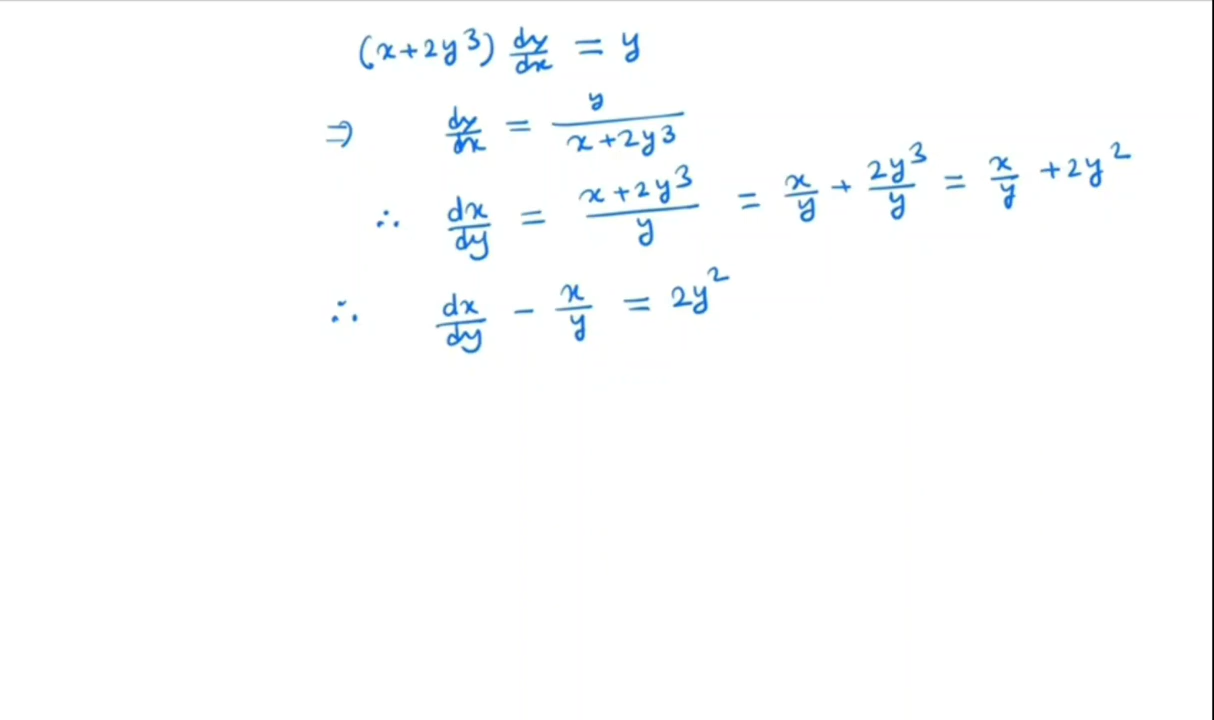 (x+2y³) dy/dx = y
⇒ dy/dx = y/(x+2y³)
∴ dx/dy = (x+2y³)/y = x/y + 2y³/y = x/y + 2y²
∴ dx/dy − x/y = 2y²